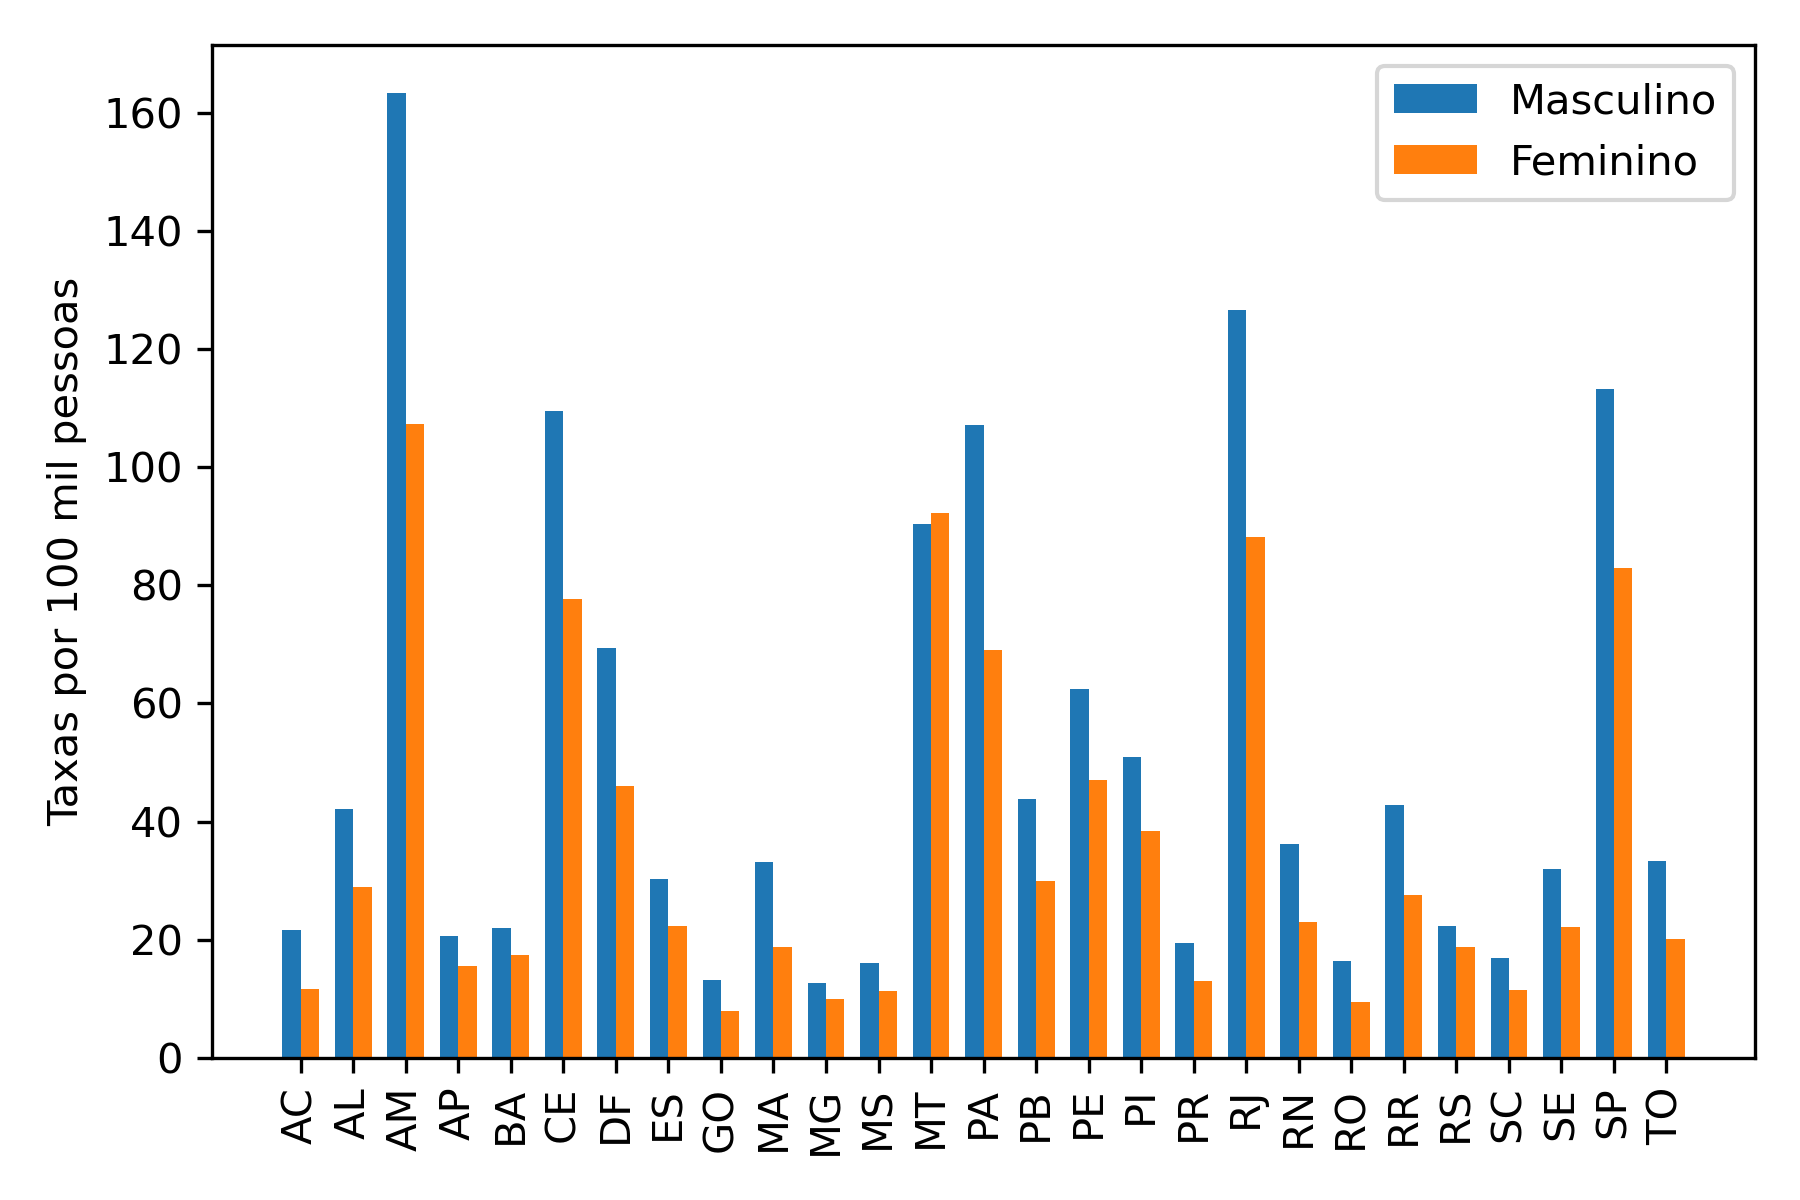 Masculino
Feminino
Taxas por 100 mil pessoas
160
140
120
100
80
60
40
20
0
AC AL AM AP BA CE DF ES GO MA MG MS MT PA PB PE PI PR RJ RN RO RR RS SC SE SP TO